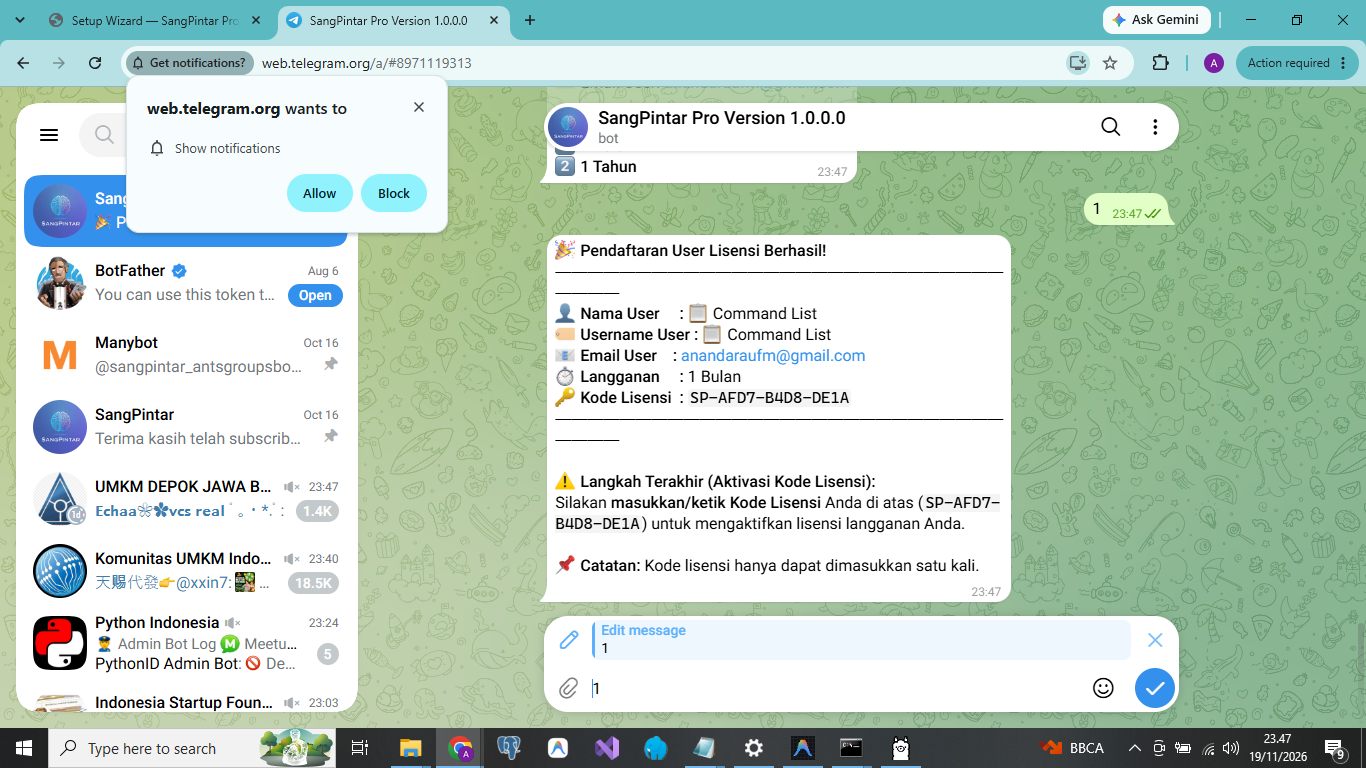 Setup Wizard — SangPintar Pro
SangPintar Pro Version 1.0.0.0
Ask Gemini
Get notifications?
web.telegram.org/a/#8971119313
A
Action required
web.telegram.org wants to
Show notifications
Allow
Block
BotFather
Aug 6
You can use this token t...
Open
Manybot
Oct 16
@sangpintar_antsgroupsbo...
SangPintar
Oct 16
Terima kasih telah subscrib...
UMKM DEPOK JAWA B...
23:47
1.4K
Komunitas UMKM Indo...
23:40
天赐代發👉@xxin7:
18.5K
Python Indonesia
23:24
👮 Admin Bot Log Ⓜ️ Meetu...
PythonID Admin Bot: 🚫 De...
5
Indonesia Startup Foun...
23:03
SangPintar Pro Version 1.0.0.0
bot
2️⃣ 1 Tahun
23:47
1
23:47
🎉 Pendaftaran User Lisensi Berhasil!
👤 Nama User : 📋 Command List
🏷️ Username User : 📋 Command List
📧 Email User : anandaraufm@gmail.com
⏱️ Langganan : 1 Bulan
🔑 Kode Lisensi : SP-AFD7-B4D8-DE1A
⚠️ Langkah Terakhir (Aktivasi Kode Lisensi):
Silakan masukkan/ketik Kode Lisensi Anda di atas (SP-AFD7-
B4D8-DE1A) untuk mengaktifkan lisensi langganan Anda.
📌 Catatan: Kode lisensi hanya dapat dimasukkan satu kali.
23:47
Edit message
1
1
Type here to search
BBCA
23.47
19/11/2026
9